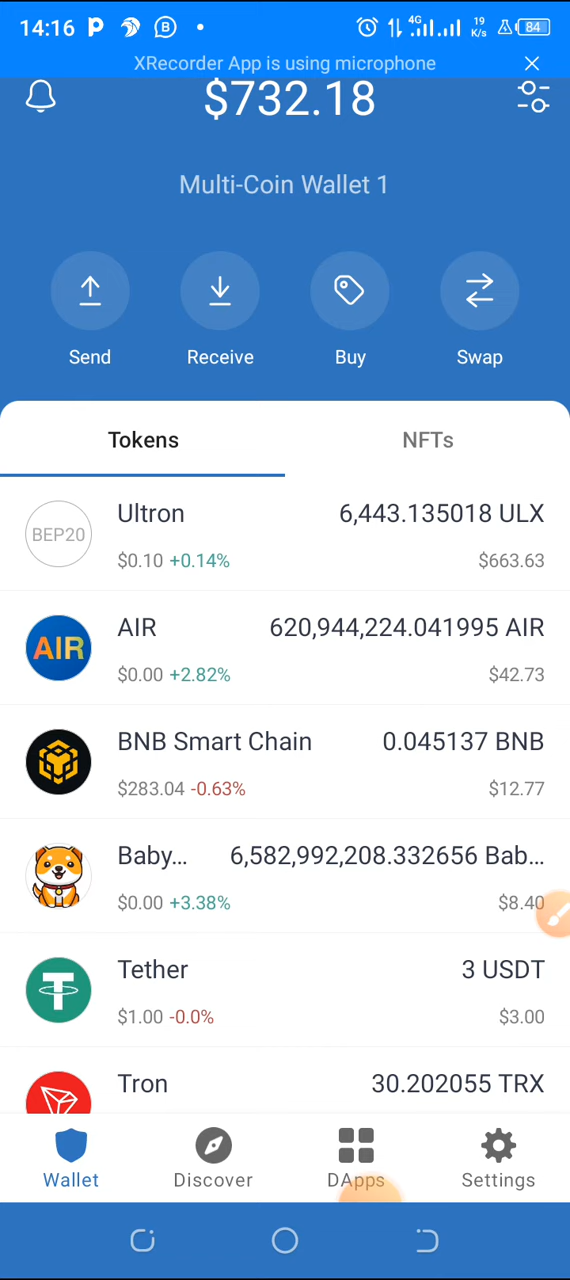 14:16
4G 19 K/s 84
XRecorder App is using microphone
$732.18
Multi-Coin Wallet 1
Send Receive Buy Swap
Tokens NFTs
BEP20
Ultron 6,443.135018 ULX
$0.10 +0.14% $663.63
AIR
AIR 620,944,224.041995 AIR
$0.00 +2.82% $42.73
BNB Smart Chain 0.045137 BNB
$283.04 -0.63% $12.77
Baby... 6,582,992,208.332656 Bab...
$0.00 +3.38% $8.40
Tether 3 USDT
$1.00 -0.0% $3.00
Tron 30.202055 TRX
Wallet Discover DApps Settings